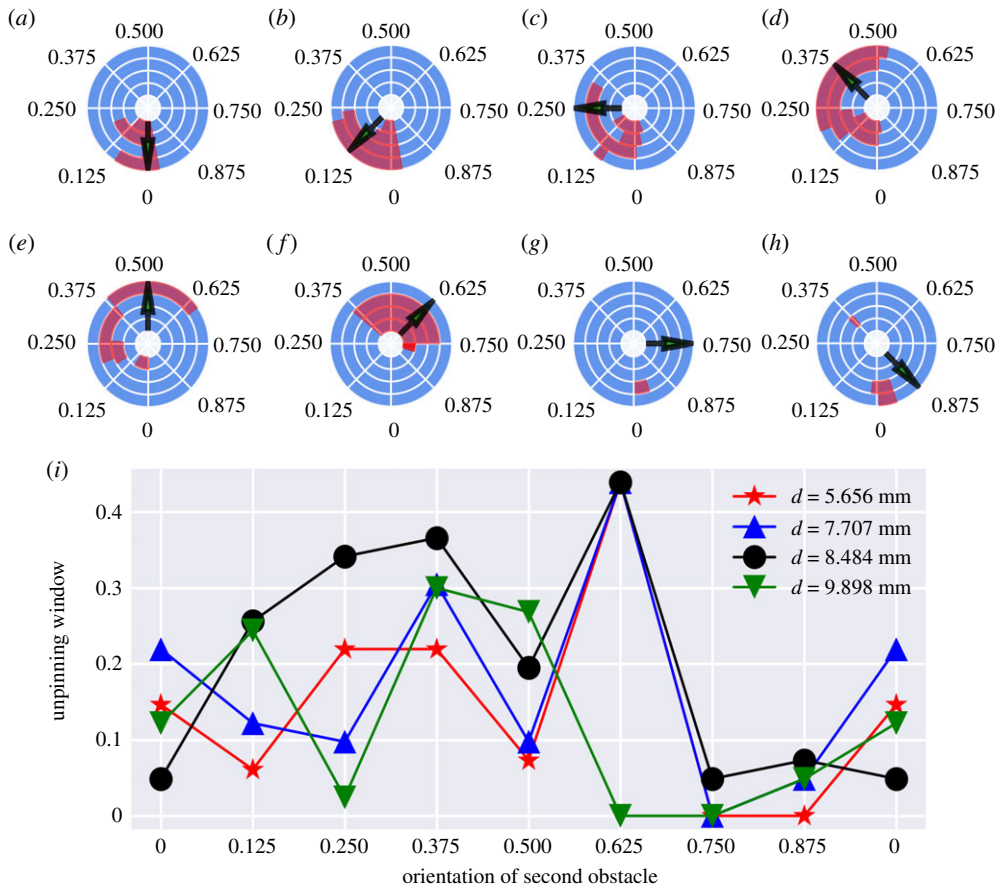 (a) (b) (c) (d)
0.500 0.500 0.500 0.500
0.375 0.625 0.375 0.625 0.375 0.625 0.375 0.625
0.250 0.750 0.250 0.750 0.250 0.750 0.250 0.750
0.125 0.875 0.125 0.875 0.125 0.875 0.125 0.875
0 0 0 0
(e) (f) (g) (h)
0.500 0.500 0.500 0.500
0.375 0.625 0.375 0.625 0.375 0.625 0.375 0.625
0.250 0.750 0.250 0.750 0.250 0.750 0.250 0.750
0.125 0.875 0.125 0.875 0.125 0.875 0.125 0.875
0 0 0 0
(i)
unpinning window
0.4
0.3
0.2
0.1
0
d = 5.656 mm
d = 7.707 mm
d = 8.484 mm
d = 9.898 mm
0 0.125 0.250 0.375 0.500 0.625 0.750 0.875 0
orientation of second obstacle